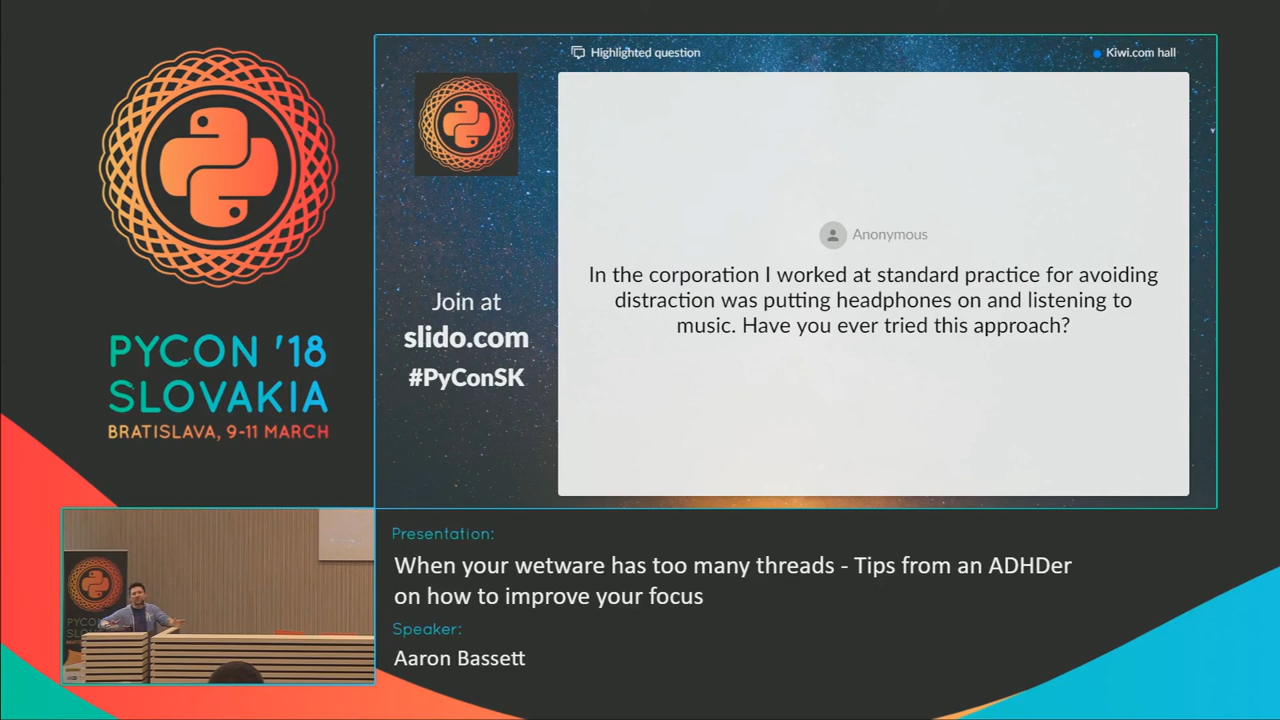 PYCON '18
SLOVAKIA
BRATISLAVA, 9-11 MARCH
Highlighted question
Kiwi.com hall
Join at
slido.com
#PyConSK
Anonymous
In the corporation I worked at standard practice for avoiding
distraction was putting headphones on and listening to
music. Have you ever tried this approach?
Presentation:
When your wetware has too many threads - Tips from an ADHDer
on how to improve your focus
Speaker:
Aaron Bassett